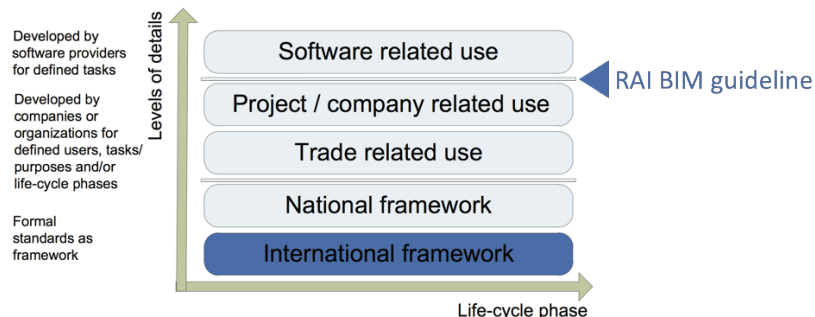 Developed by
software providers
for defined tasks
Developed by
companies or
organizations for
defined users, tasks/
purposes and/or
life-cycle phases
Formal
standards as
framework
Levels of details
Software related use
Project / company related use
Trade related use
National framework
International framework
Life-cycle phase
RAI BIM guideline